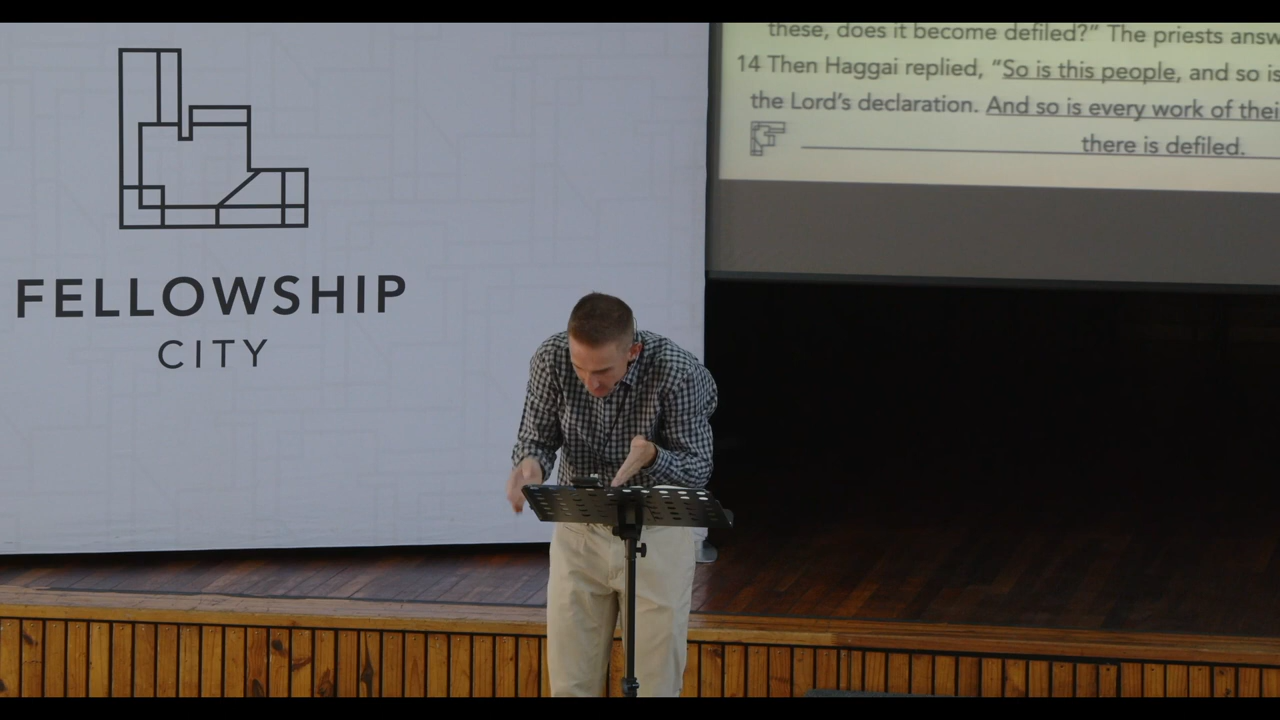 FELLOWSHIP
CITY
these, does it become defiled?” The priests answ
14 Then Haggai replied, “So is this people, and so is
the Lord’s declaration. And so is every work of thei
there is defiled.